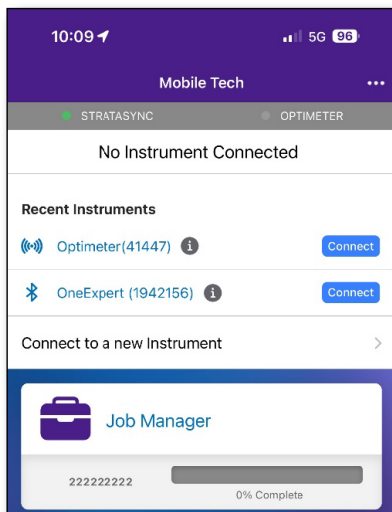 10:09 5G 96
Mobile Tech
STRATASYNC OPTIMETER
No Instrument Connected
Recent Instruments
Optimeter(41447) Connect
OneExpert (1942156) Connect
Connect to a new Instrument
Job Manager
222222222
0% Complete